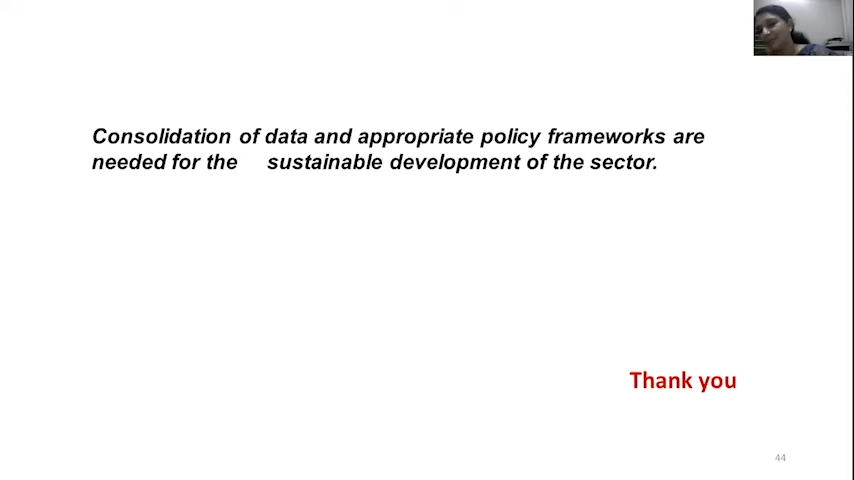 Consolidation of data and appropriate policy frameworks are
needed for the sustainable development of the sector.
Thank you
44